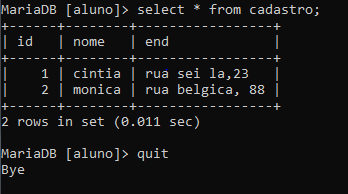 MariaDB [aluno]> select * from cadastro;
+------+---------+-----------------+
| id   | nome    | end             |
+------+---------+-----------------+
|    1 | cintia  | rua sei la,23   |
|    2 | monica  | rua belgica, 88 |
+------+---------+-----------------+
2 rows in set (0.011 sec)
MariaDB [aluno]> quit
Bye